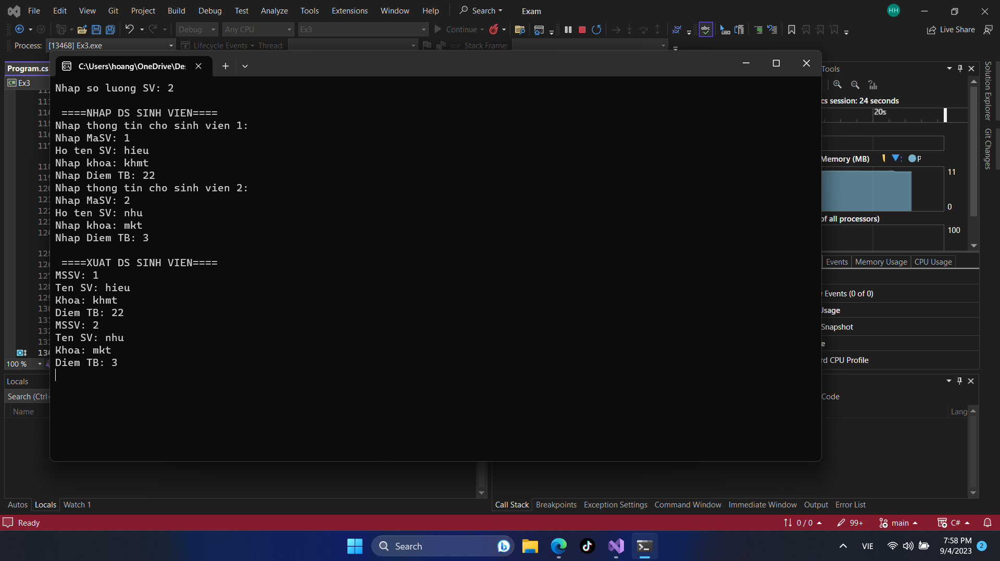 File Edit View Git Project Build Debug Test Analyze Tools Extensions Window Help Search Exam HH
Debug Any CPU Ex3 Continue abc Live Share
Process: [13468] Ex3.exe Lifecycle Events Thread: Stack Frame:
Program.cs
C:\Users\hoang\OneDrive\De:
Tools
C# Ex3
Nhap so luong SV: 2
====NHAP DS SINH VIEN====
Nhap thong tin cho sinh vien 1:
Nhap MaSV: 1
Ho ten SV: hieu
Nhap khoa: khmt
Nhap Diem TB: 22
Nhap thong tin cho sinh vien 2:
Nhap MaSV: 2
Ho ten SV: nhu
Nhap khoa: mkt
Nhap Diem TB: 3
====XUAT DS SINH VIEN====
MSSV: 1
Ten SV: hieu
Khoa: khmt
Diem TB: 22
MSSV: 2
Ten SV: nhu
Khoa: mkt
Diem TB: 3
113
114
118
100 %
Locals
Search (Ctrl+
Name
cs session: 24 seconds
20s
Memory (MB) P
11
0
of all processors)
100
Events Memory Usage CPU Usage
Events (0 of 0)
Usage
Snapshot
rd CPU Profile
Code
Lang
Solution Explorer
Git Changes
Autos Locals Watch 1
Call Stack Breakpoints Exception Settings Command Window Immediate Window Output Error List
Ready 0 / 0 99+ main C#
Search VIE 7:58 PM
9/4/2023 2